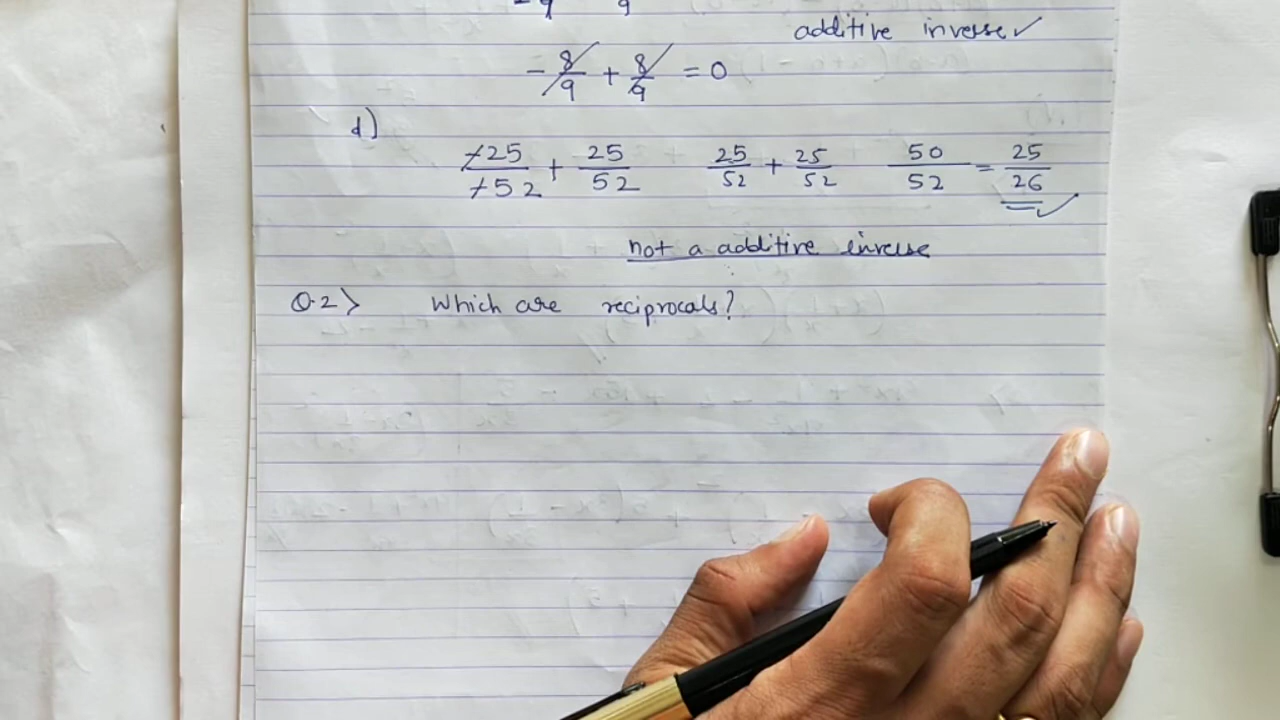 additive inverse ✓
-8/9 + 8/9 = 0
d)
-25/-52 + 25/52 25/52 + 25/52 50/52 = 25/26 ✓
not a additive inverse
Q.2> Which are reciprocals?